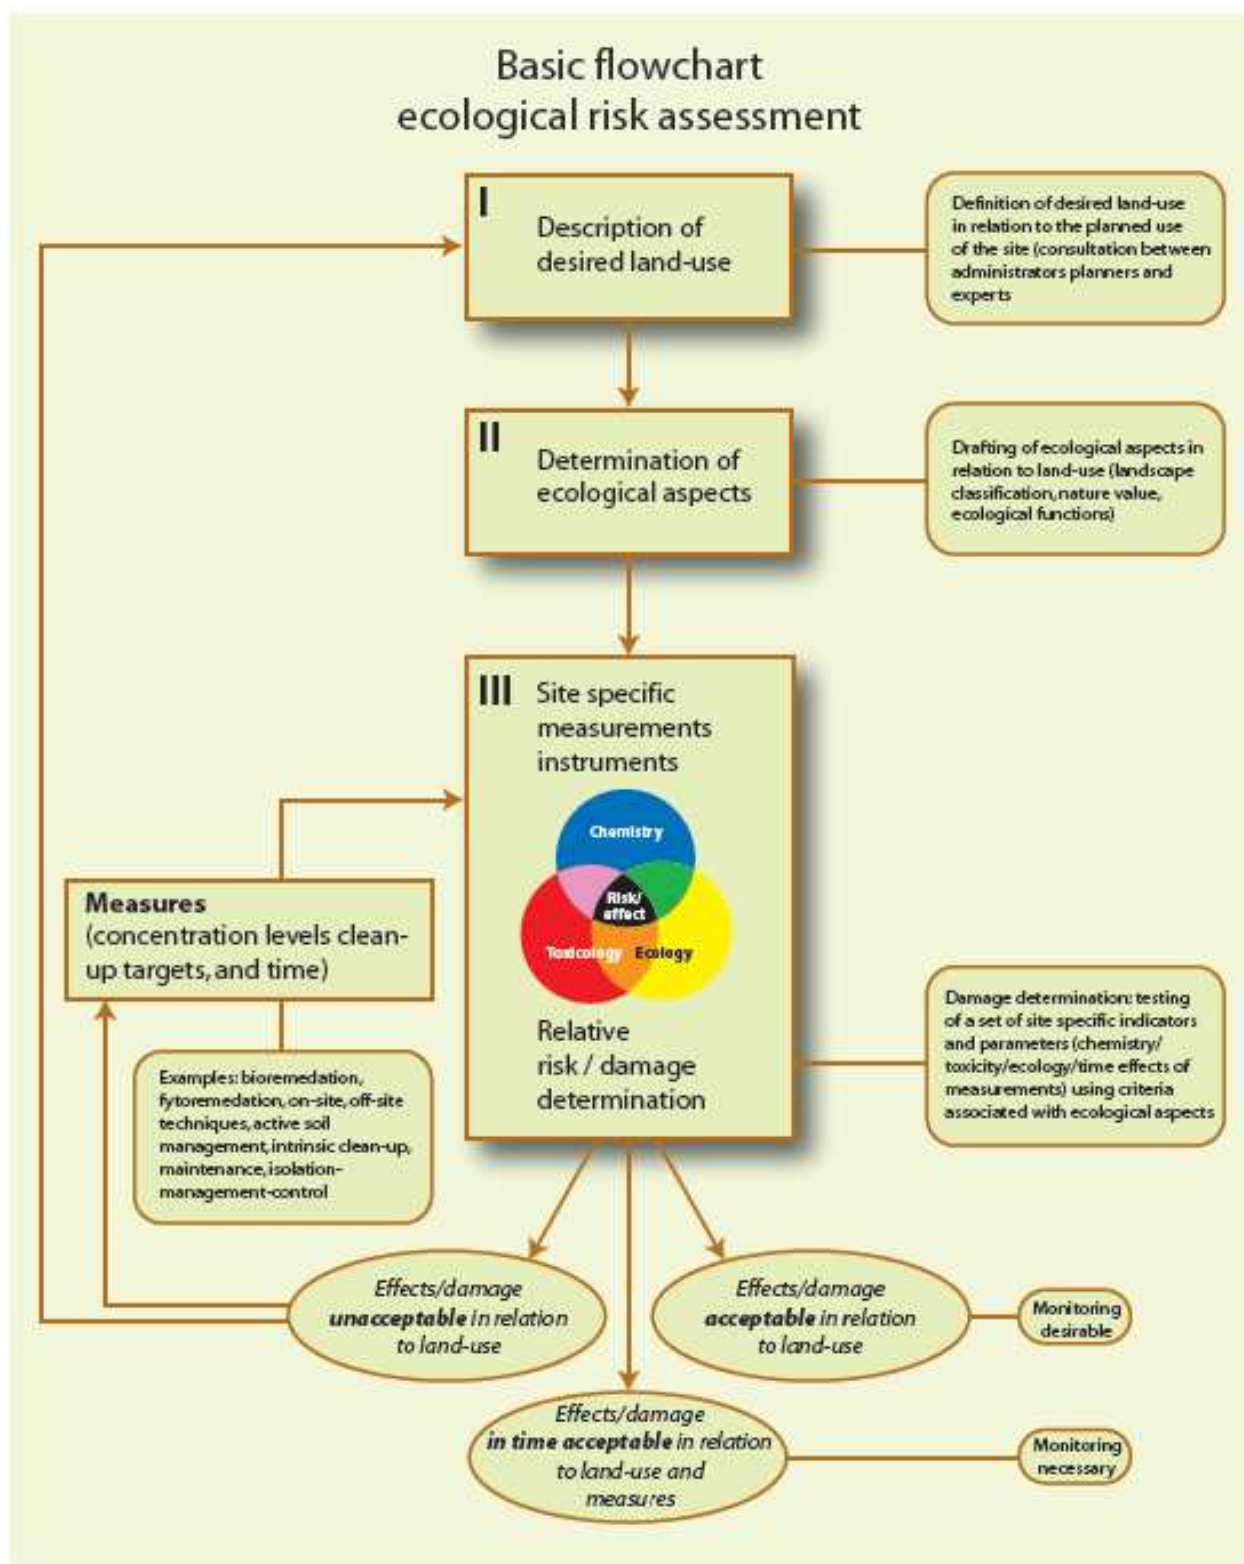 Basic flowchart
ecological risk assessment
I
Description of
desired land-use
Definition of desired land-use
in relation to the planned use
of the site (consultation between
administrators planners and
experts
II
Determination of
ecological aspects
Drafting of ecological aspects in
relation to land-use (landscape
classification, nature value,
ecological functions)
III
Site specific
measurements
instruments
Chemistry
Risk/
effect
Toxicology
Ecology
Relative
risk / damage
determination
Measures
(concentration levels clean-
up targets, and time)
Examples: bioremedation,
fytoremedation, on-site, off-site
techniques, active soil
management, intrinsic clean-up,
maintenance, isolation-
management-control
Damage determination: testing
of a set of site specific indicators
and parameters (chemistry/
toxicity/ecology/time effects of
measurements) using criteria
associated with ecological aspects
Effects/damage
unacceptable in relation
to land-use
Effects/damage
acceptable in relation
to land-use
Monitoring
desirable
Effects/damage
in time acceptable in relation
to land-use and
measures
Monitoring
necessary